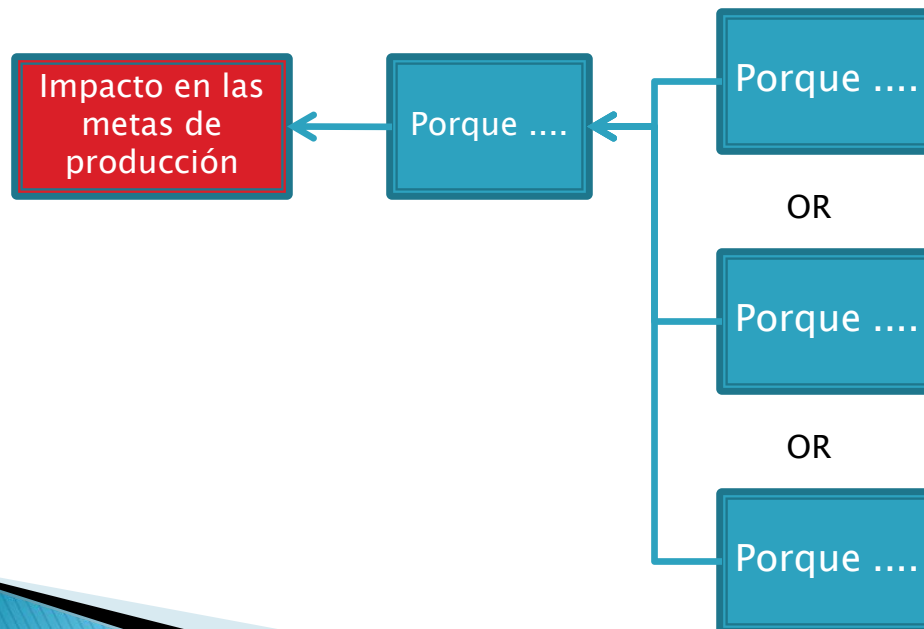 Impacto en las
metas de
producción
Porque ....
Porque ....
OR
Porque ....
OR
Porque ....